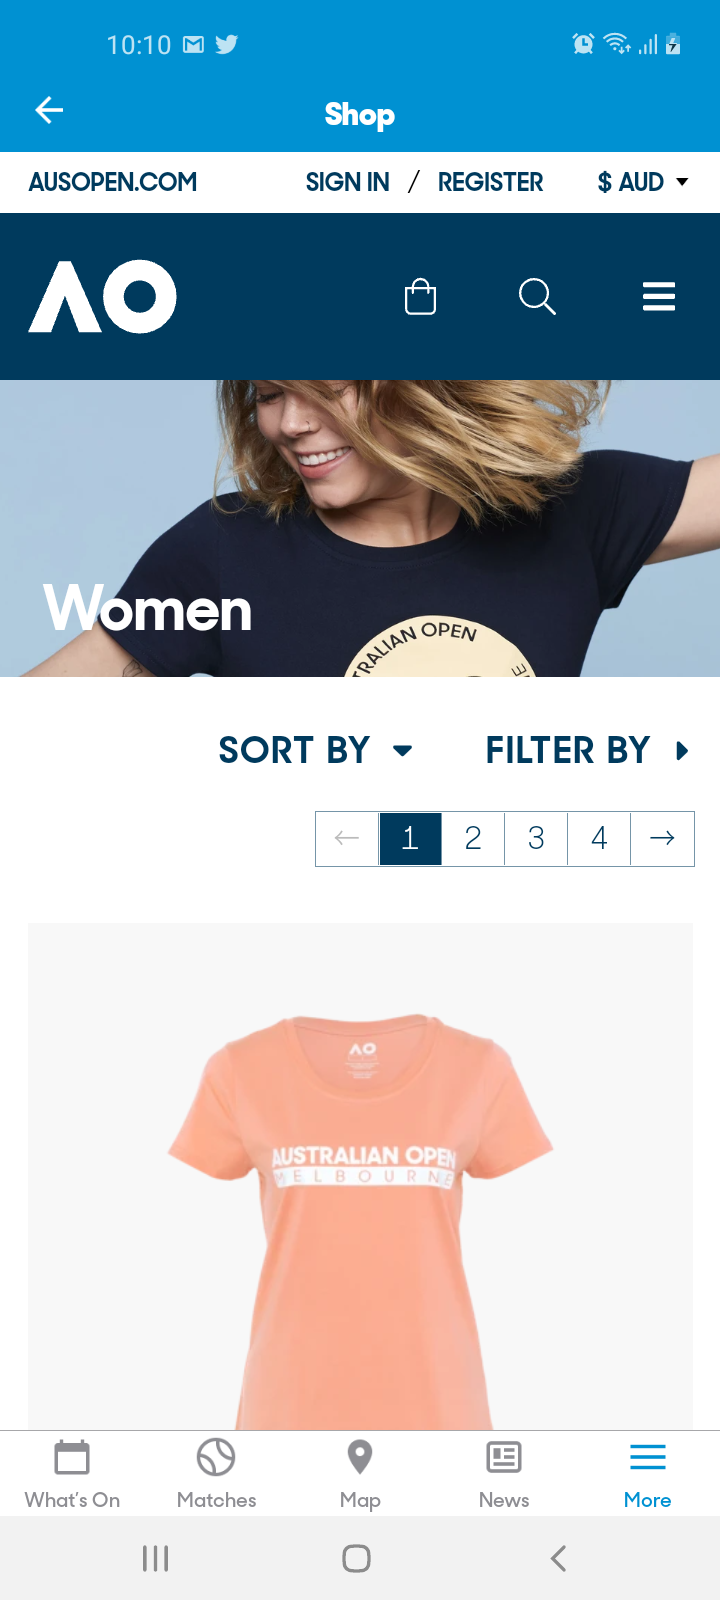 10:10
Shop
AUSOPEN.COM SIGN IN / REGISTER $ AUD
AO
Women
RALIAN OPEN
SORT BY FILTER BY
← 1 2 3 4 →
AO
AUSTRALIAN OPEN
MELBOURNE
What's On Matches Map News More